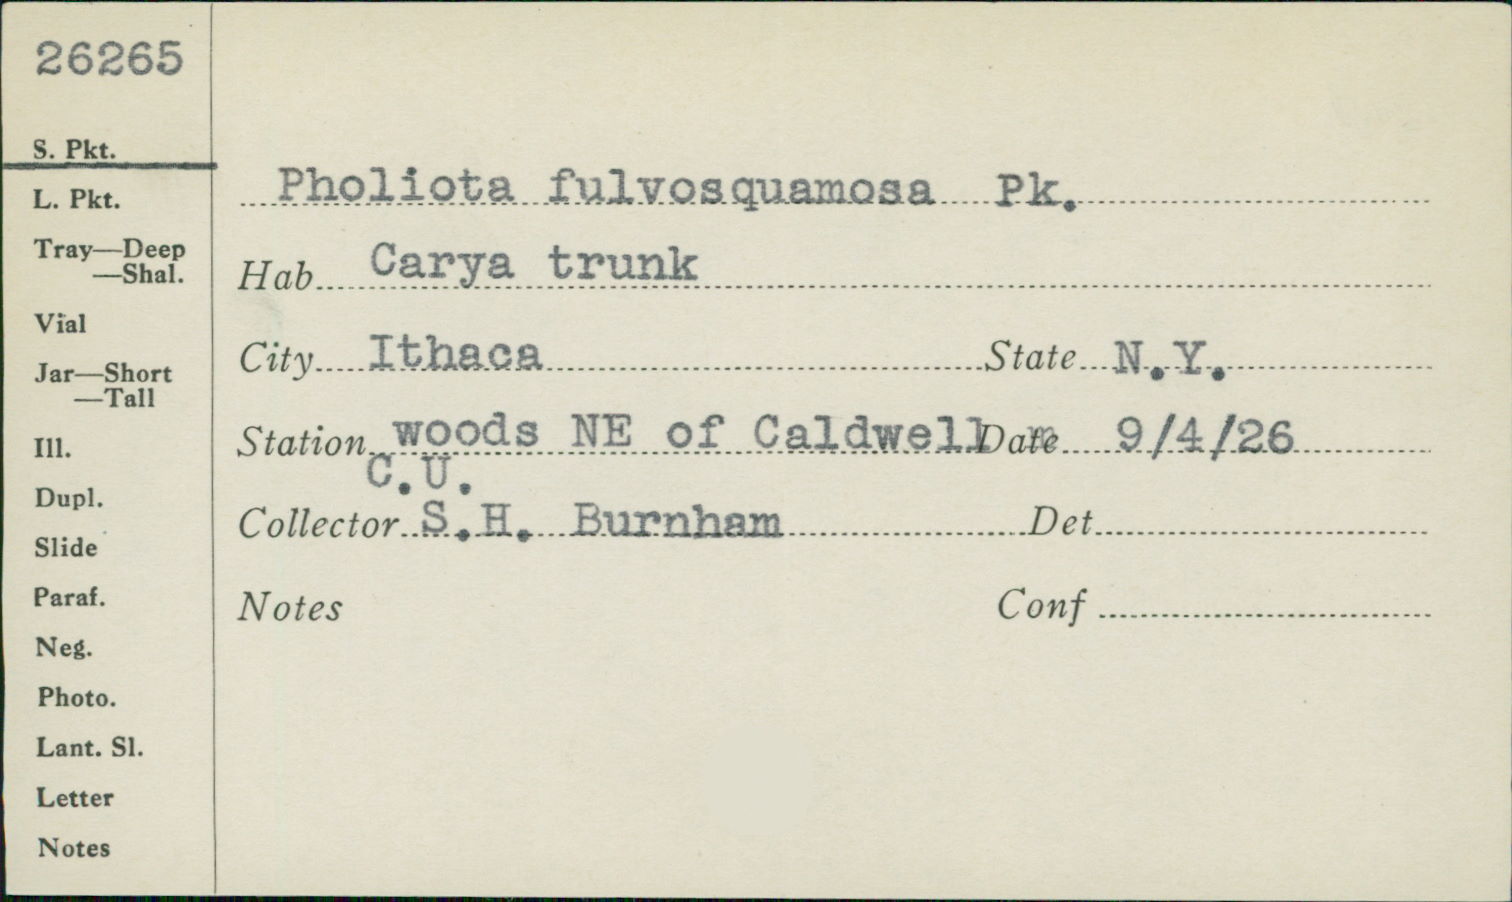 26265
S. Pkt.
L. Pkt.
Tray—Deep
—Shal.
Vial
Jar—Short
—Tall
Ill.
Dupl.
Slide
Paraf.
Neg.
Photo.
Lant. Sl.
Letter
Notes
Pholiota fulvosquamosa Pk.
Hab Carya trunk
City Ithaca State N.Y.
Station woods NE of Caldwell Date 9/4/26
C.U.
Collector S.H. Burnham Det
Notes Conf